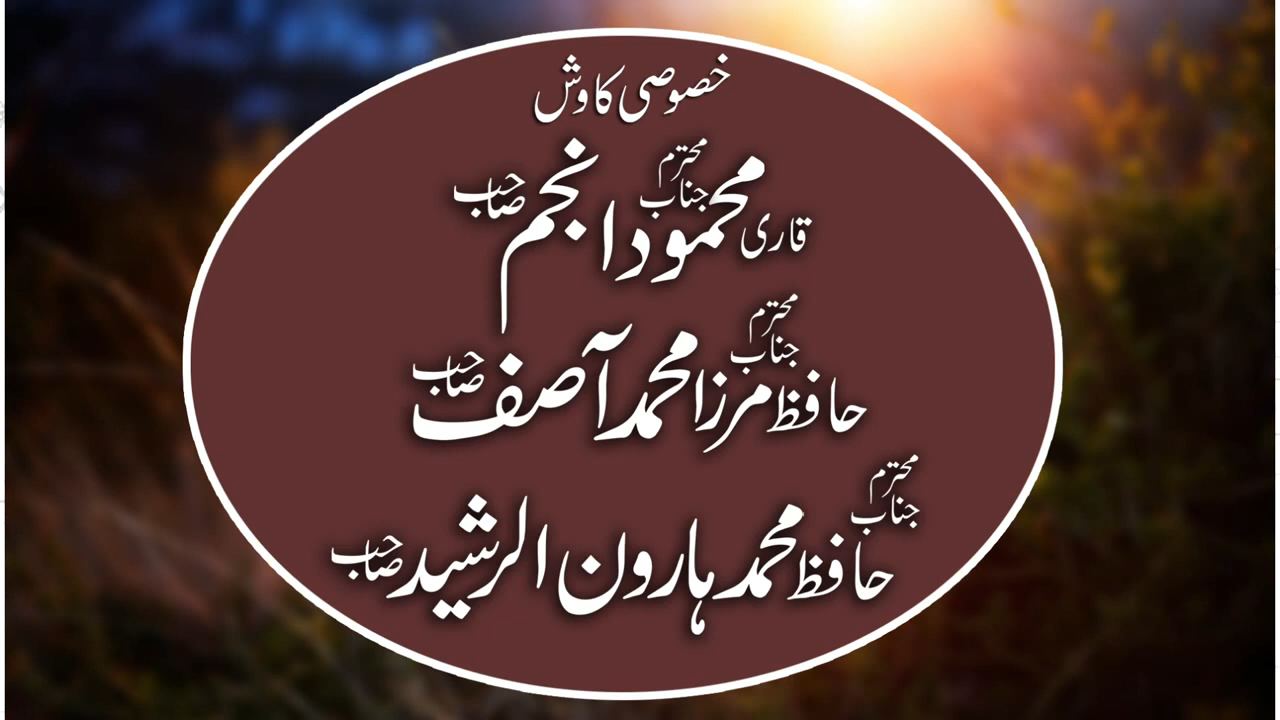 خصوصی کاوش
محترم جناب قاری محمود انجم صاحب
محترم جناب حافظ مرزا محمد آصف صاحب
محترم جناب حافظ محمد ہارون الرشید صاحب